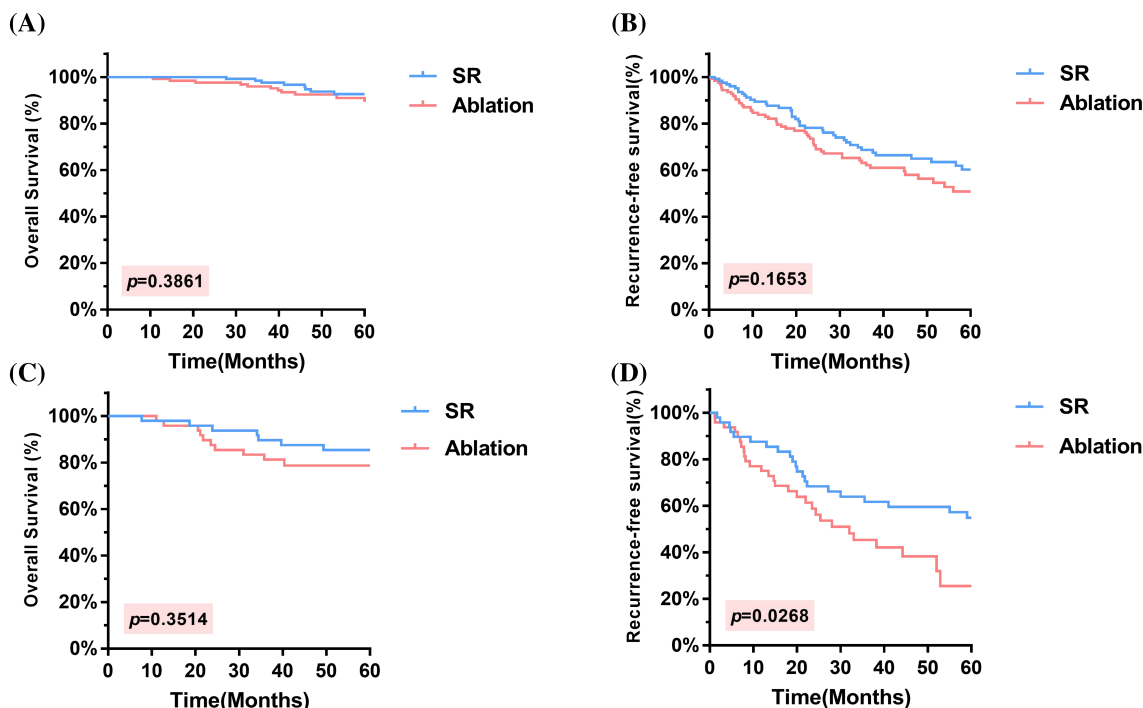 (A)
Overall Survival (%)
100%
80%
60%
40%
20%
0%
SR
Ablation
p=0.3861
0 10 20 30 40 50 60
Time(Months)
(B)
Recurrence-free survival(%)
100%
80%
60%
40%
20%
0%
SR
Ablation
p=0.1653
0 10 20 30 40 50 60
Time(Months)
(C)
Overall Survival (%)
100%
80%
60%
40%
20%
0%
SR
Ablation
p=0.3514
0 10 20 30 40 50 60
Time(Months)
(D)
Recurrence-free survival(%)
100%
80%
60%
40%
20%
0%
SR
Ablation
p=0.0268
0 10 20 30 40 50 60
Time(Months)